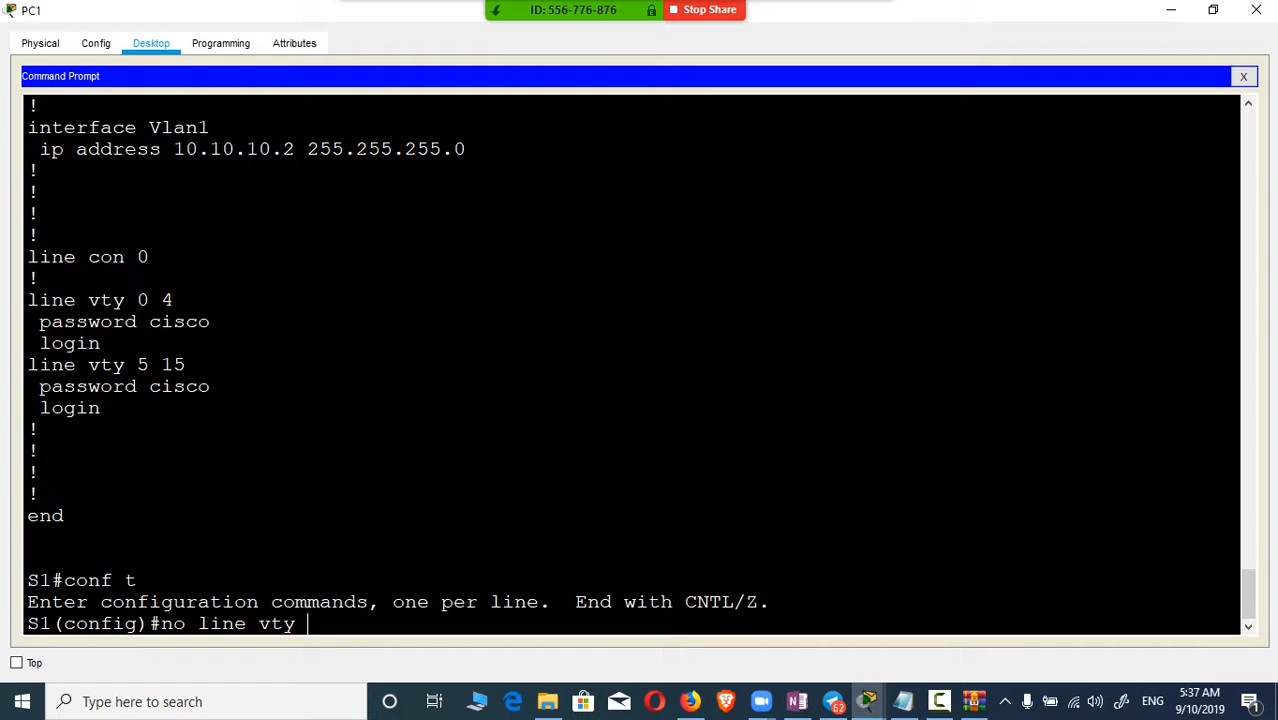 PC1
ID: 556-776-876
Stop Share
Physical
Config
Desktop
Programming
Attributes
Command Prompt
X
!
interface Vlan1
ip address 10.10.10.2 255.255.255.0
!
!
!
!
line con 0
!
line vty 0 4
password cisco
login
line vty 5 15
password cisco
login
!
!
!
!
end
S1#conf t
Enter configuration commands, one per line. End with CNTL/Z.
S1(config)#no line vty
Top
Type here to search
62
ENG
5:37 AM
9/10/2019
1